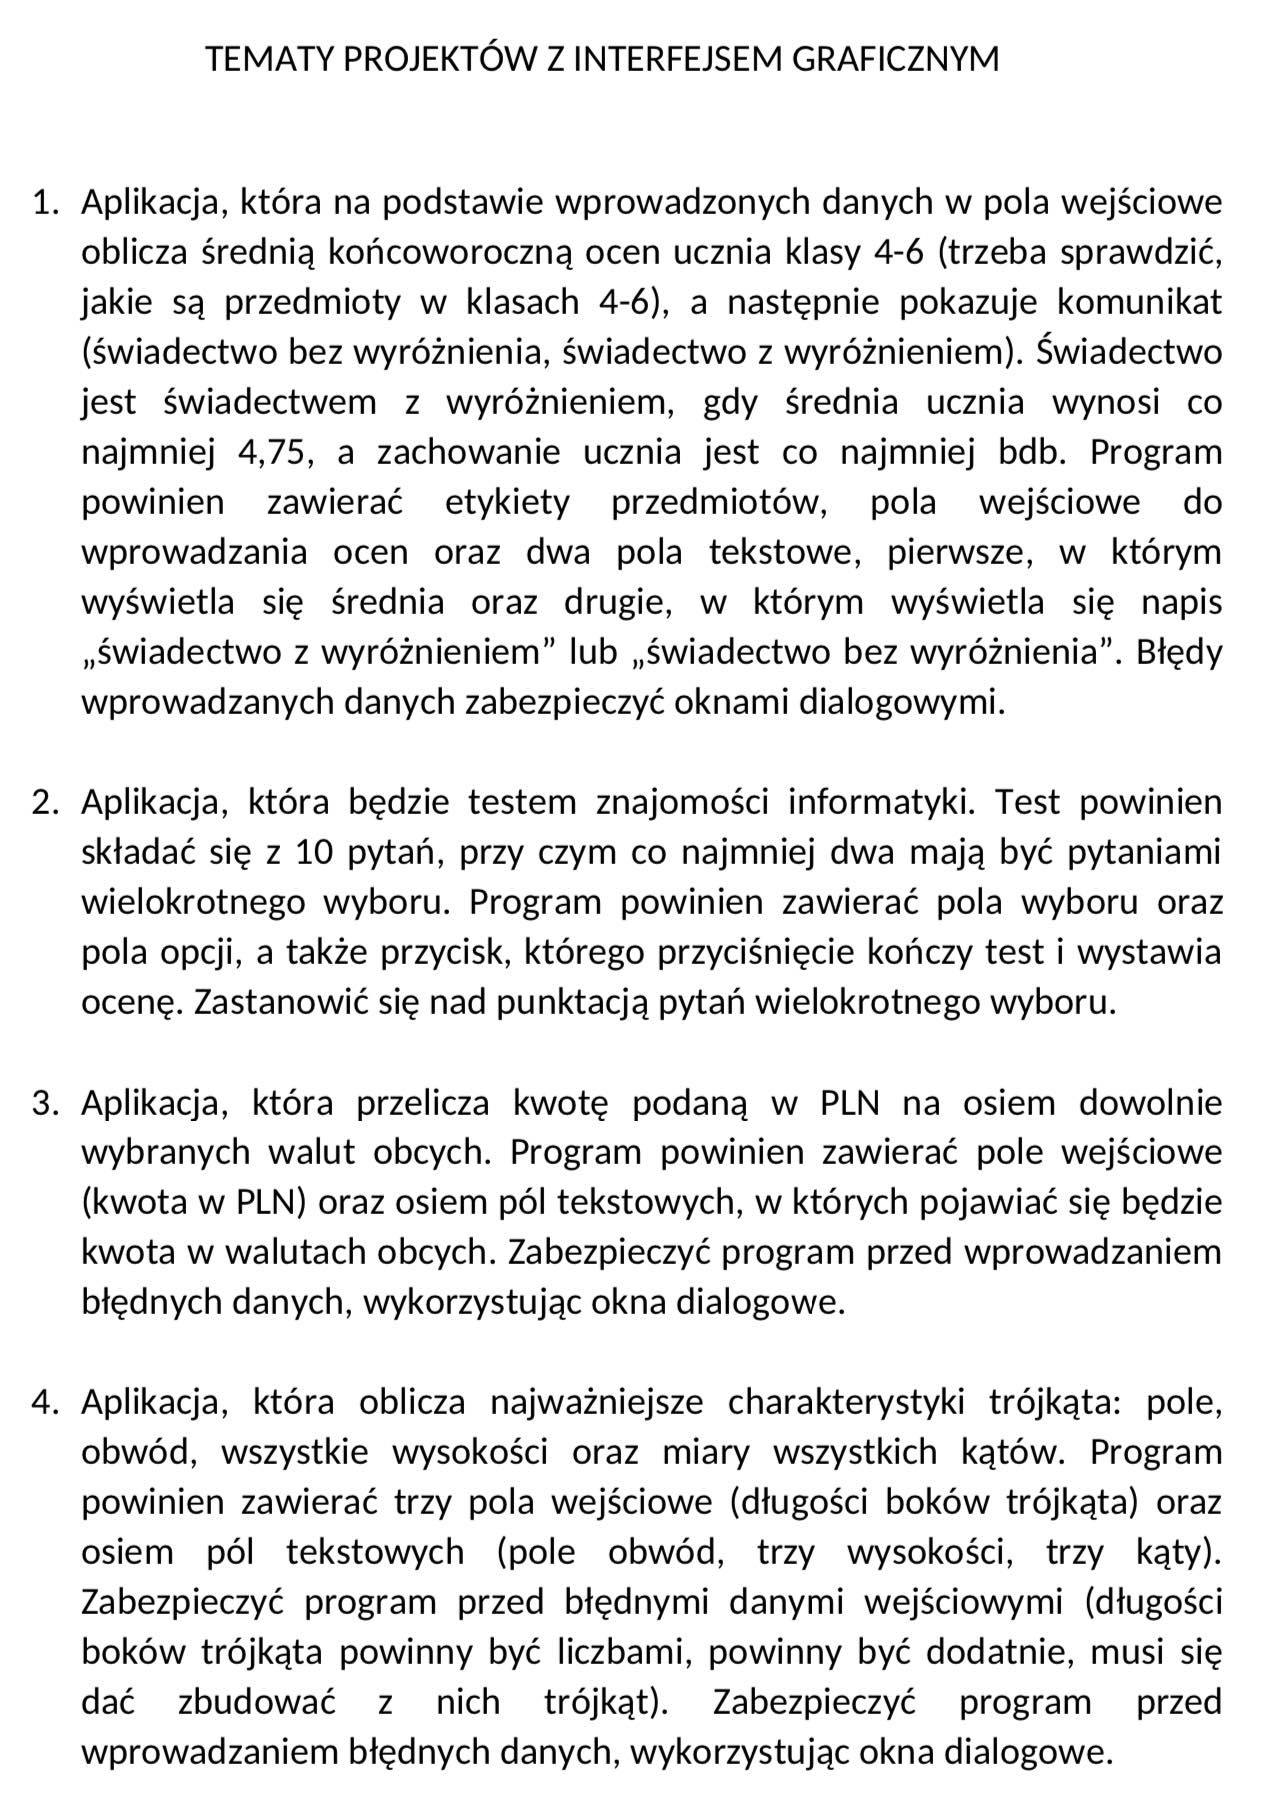 TEMATY PROJEKTÓW Z INTERFEJSEM GRAFICZNYM
1. Aplikacja, która na podstawie wprowadzonych danych w pola wejściowe
oblicza średnią końcoworoczną ocen ucznia klasy 4-6 (trzeba sprawdzić,
jakie są przedmioty w klasach 4-6), a następnie pokazuje komunikat
(świadectwo bez wyróżnienia, świadectwo z wyróżnieniem). Świadectwo
jest świadectwem z wyróżnieniem, gdy średnia ucznia wynosi co
najmniej 4,75, a zachowanie ucznia jest co najmniej bdb. Program
powinien zawierać etykiety przedmiotów, pola wejściowe do
wprowadzania ocen oraz dwa pola tekstowe, pierwsze, w którym
wyświetla się średnia oraz drugie, w którym wyświetla się napis
„świadectwo z wyróżnieniem” lub „świadectwo bez wyróżnienia”. Błędy
wprowadzanych danych zabezpieczyć oknami dialogowymi.
2. Aplikacja, która będzie testem znajomości informatyki. Test powinien
składać się z 10 pytań, przy czym co najmniej dwa mają być pytaniami
wielokrotnego wyboru. Program powinien zawierać pola wyboru oraz
pola opcji, a także przycisk, którego przyciśnięcie kończy test i wystawia
ocenę. Zastanowić się nad punktacją pytań wielokrotnego wyboru.
3. Aplikacja, która przelicza kwotę podaną w PLN na osiem dowolnie
wybranych walut obcych. Program powinien zawierać pole wejściowe
(kwota w PLN) oraz osiem pól tekstowych, w których pojawiać się będzie
kwota w walutach obcych. Zabezpieczyć program przed wprowadzaniem
błędnych danych, wykorzystując okna dialogowe.
4. Aplikacja, która oblicza najważniejsze charakterystyki trójkąta: pole,
obwód, wszystkie wysokości oraz miary wszystkich kątów. Program
powinien zawierać trzy pola wejściowe (długości boków trójkąta) oraz
osiem pól tekstowych (pole obwód, trzy wysokości, trzy kąty).
Zabezpieczyć program przed błędnymi danymi wejściowymi (długości
boków trójkąta powinny być liczbami, powinny być dodatnie, musi się
dać zbudować z nich trójkąt). Zabezpieczyć program przed
wprowadzaniem błędnych danych, wykorzystując okna dialogowe.